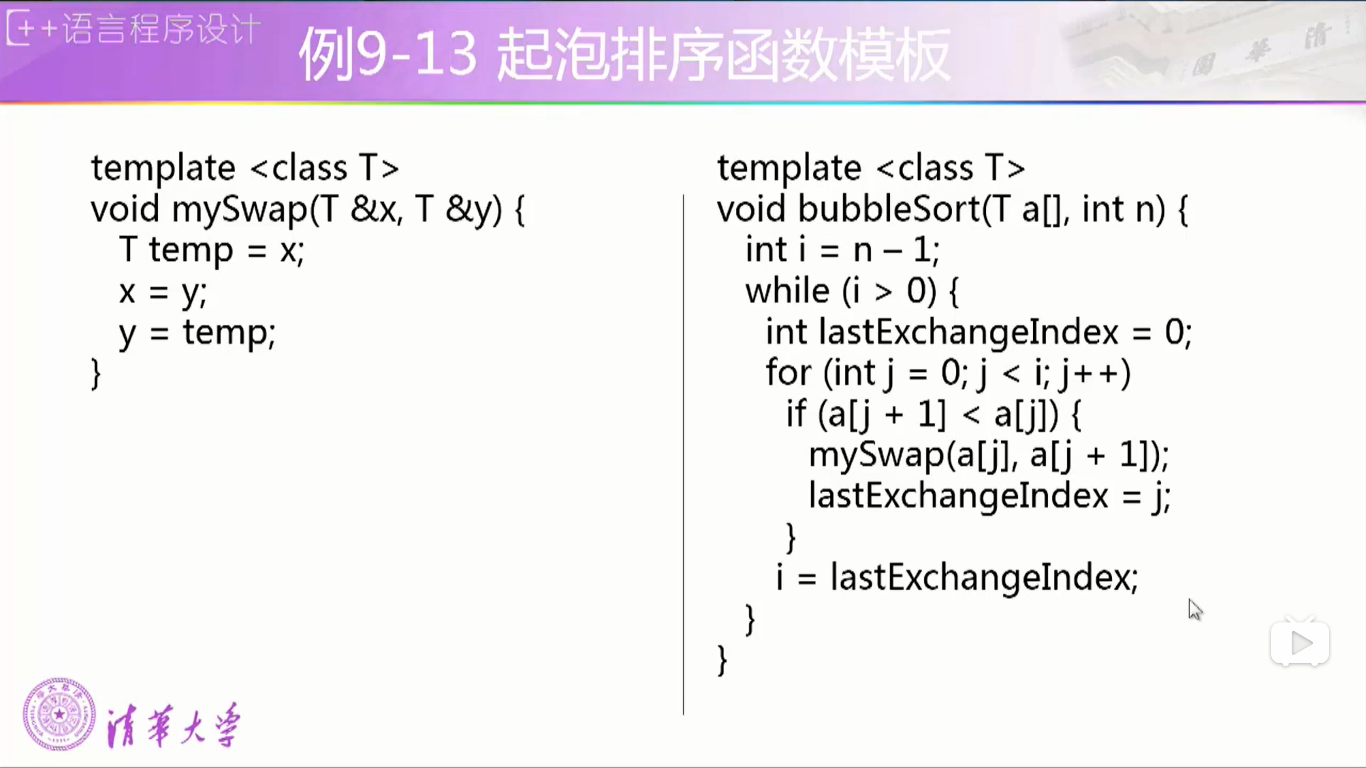 C++语言程序设计
例9-13 起泡排序函数模板
template <class T>
void mySwap(T &x, T &y) {
T temp = x;
x = y;
y = temp;
}
template <class T>
void bubbleSort(T a[], int n) {
int i = n – 1;
while (i > 0) {
int lastExchangeIndex = 0;
for (int j = 0; j < i; j++)
if (a[j + 1] < a[j]) {
mySwap(a[j], a[j + 1]);
lastExchangeIndex = j;
}
i = lastExchangeIndex;
}
}
清華大学